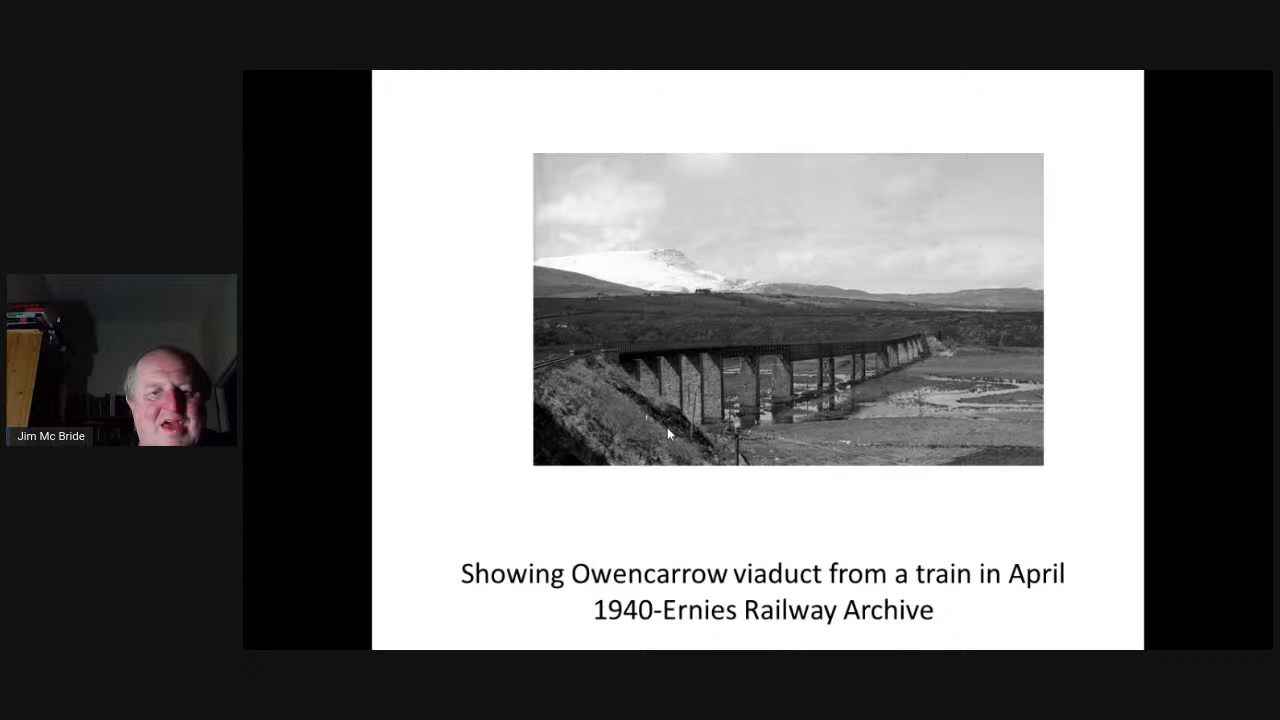 Jim Mc Bride
Showing Owencarrow viaduct from a train in April
1940-Ernies Railway Archive